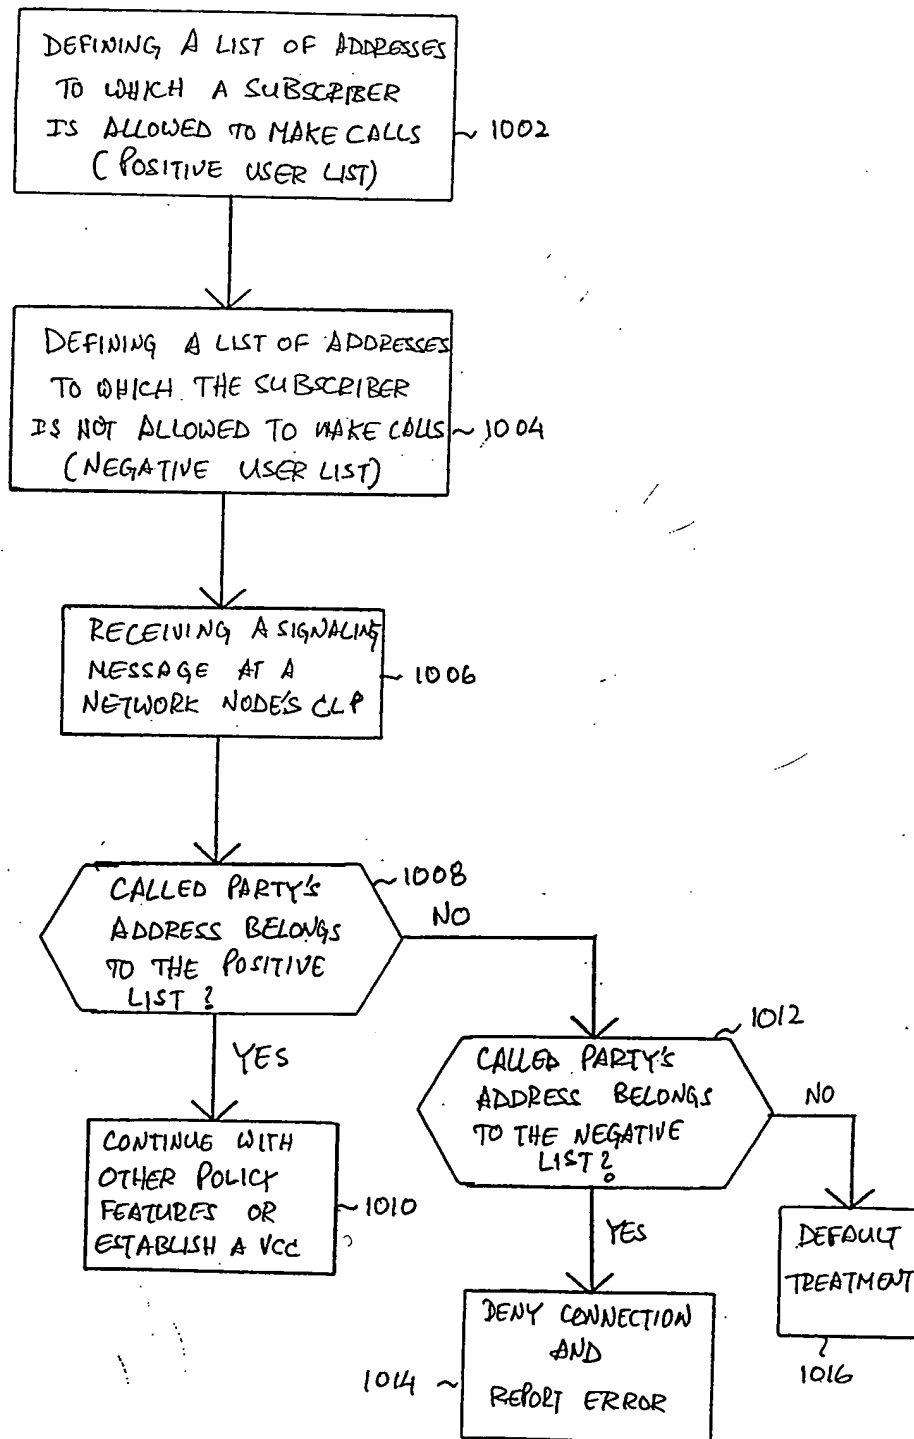 DEFINING A LIST OF ADDRESSES
TO WHICH A SUBSCRIBER
IS ALLOWED TO MAKE CALLS
(POSITIVE USER LIST)
1002
DEFINING A LIST OF ADDRESSES
TO WHICH THE SUBSCRIBER
IS NOT ALLOWED TO MAKE CALLS
(NEGATIVE USER LIST)
1004
RECEIVING A SIGNALING
MESSAGE AT A
NETWORK NODE'S CLP
1006
CALLED PARTY'S
ADDRESS BELONGS
TO THE POSITIVE
LIST?
1008
NO
YES
CONTINUE WITH
OTHER POLICY
FEATURES OR
ESTABLISH A VCC
1010
CALLED PARTY'S
ADDRESS BELONGS
TO THE NEGATIVE
LIST?
1012
NO
YES
DENY CONNECTION
AND
REPORT ERROR
1014
DEFAULT
TREATMENT
1016